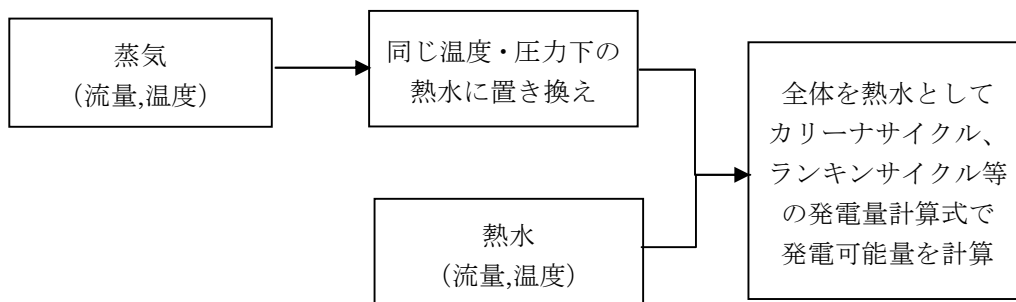 蒸気
（流量,温度）
同じ温度・圧力下の
熱水に置き換え
熱水
（流量,温度）
全体を熱水として
カリーナサイクル、
ランキンサイクル等
の発電量計算式で
発電可能量を計算